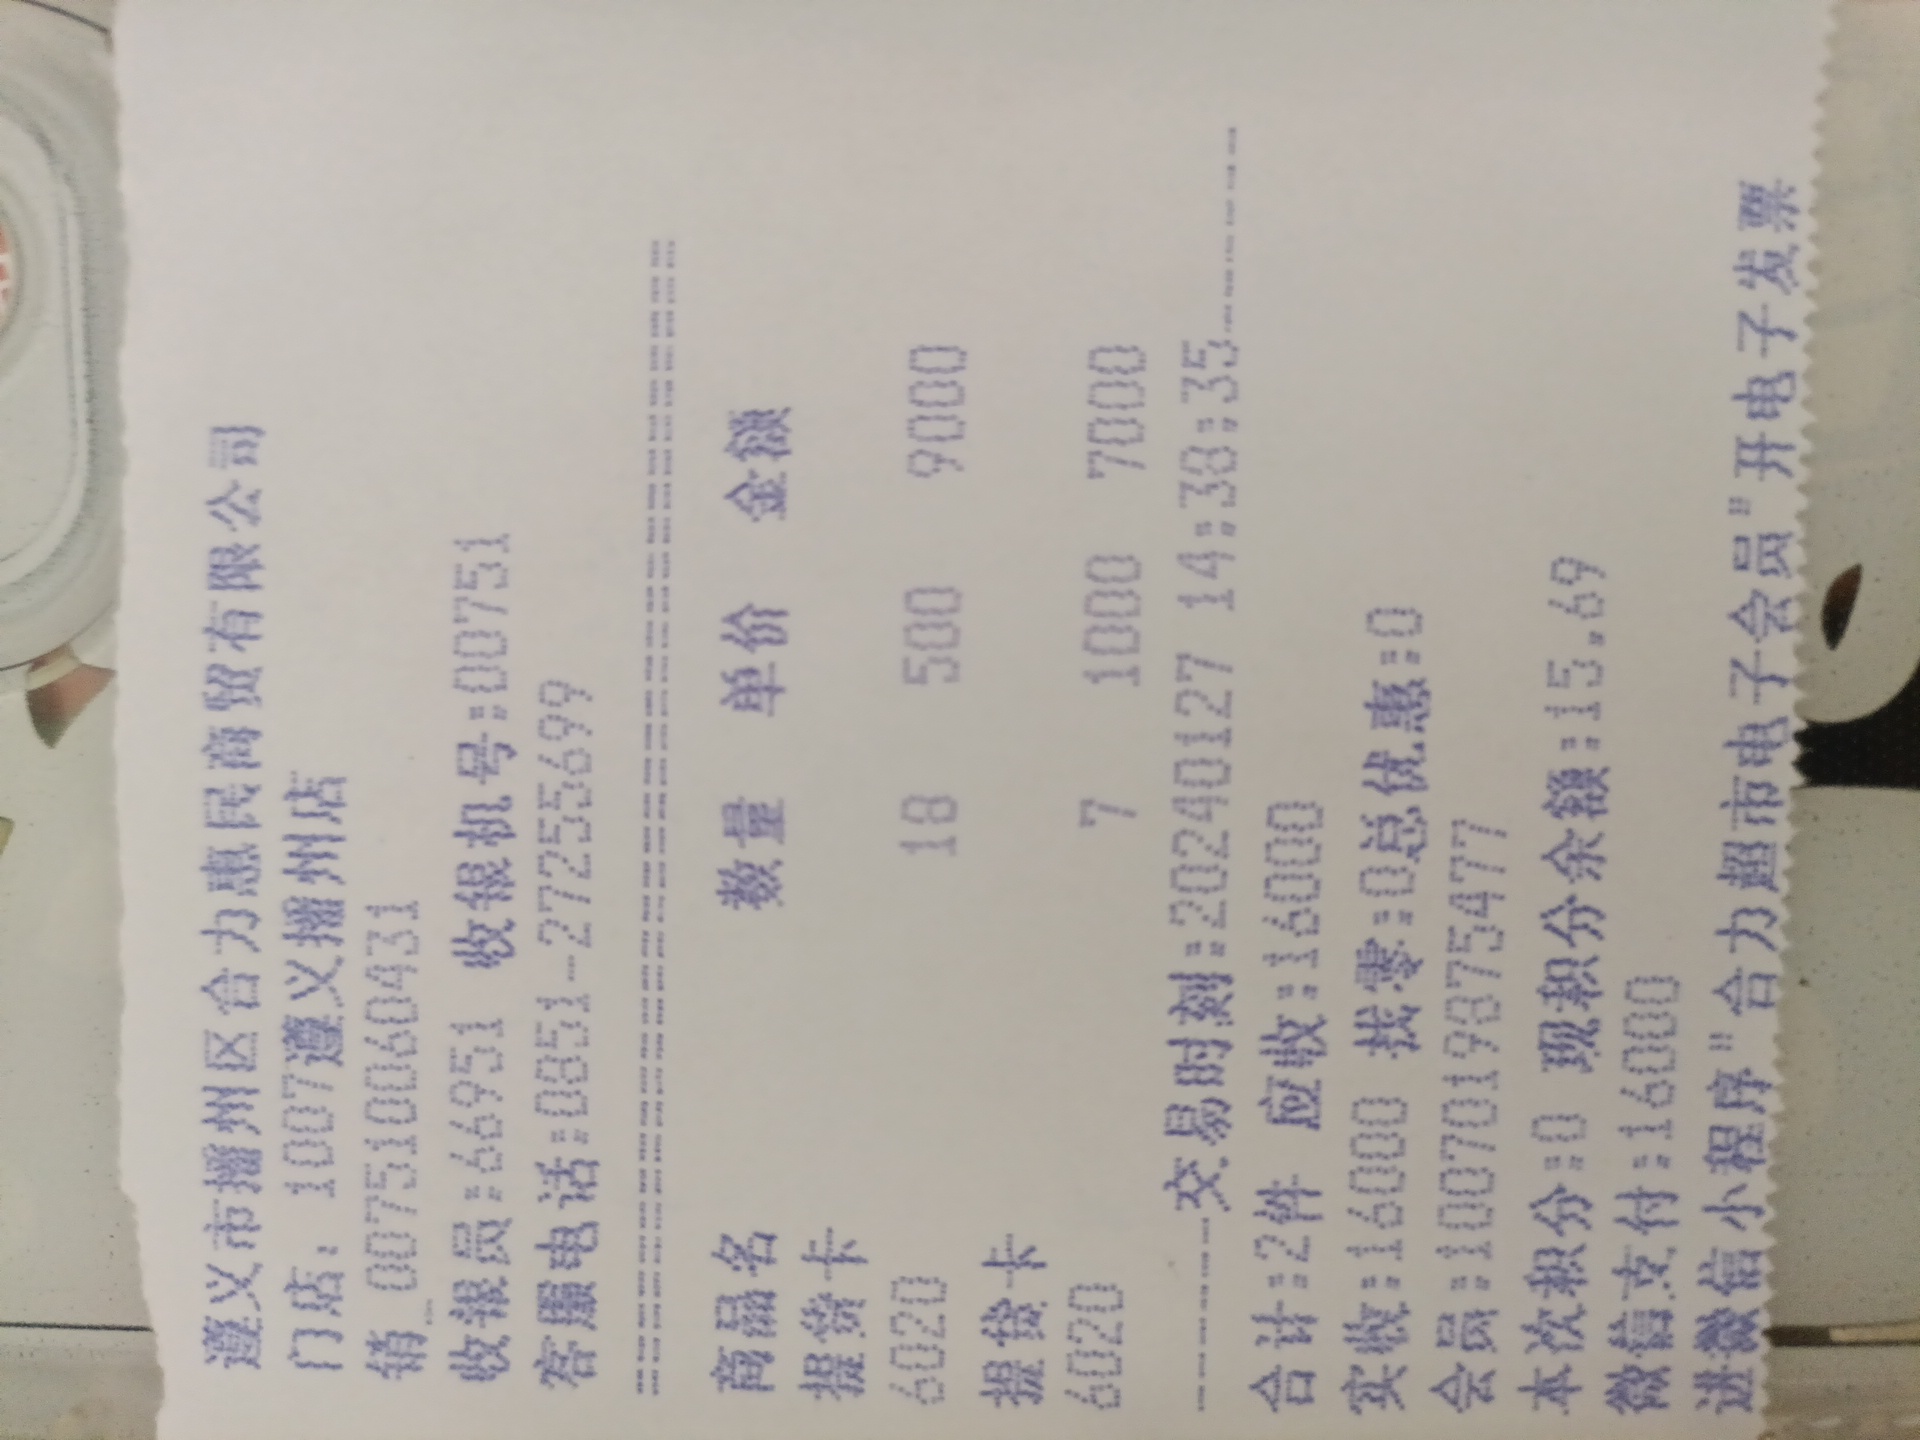 遵义市播州区合力惠民商贸有限公司
门店: 1007遵义播州店
销_007510060431
收银员:66951 收银机号:00751
客服电话:0851-27255699
========================================
商品名 数量 单价 金额
提货卡
6020 18 500 9000
提货卡
6020 7 1000 7000
--------交易时刻:20240127 14:38:35--------
合计:2件 应收:16000
实收:16000 找零:0总优惠:0
会员:1007019875477
本次积分:0 现积分余额:15.69
微信支付:16000
进微信小程序"合力超市电子会员"开电子发票